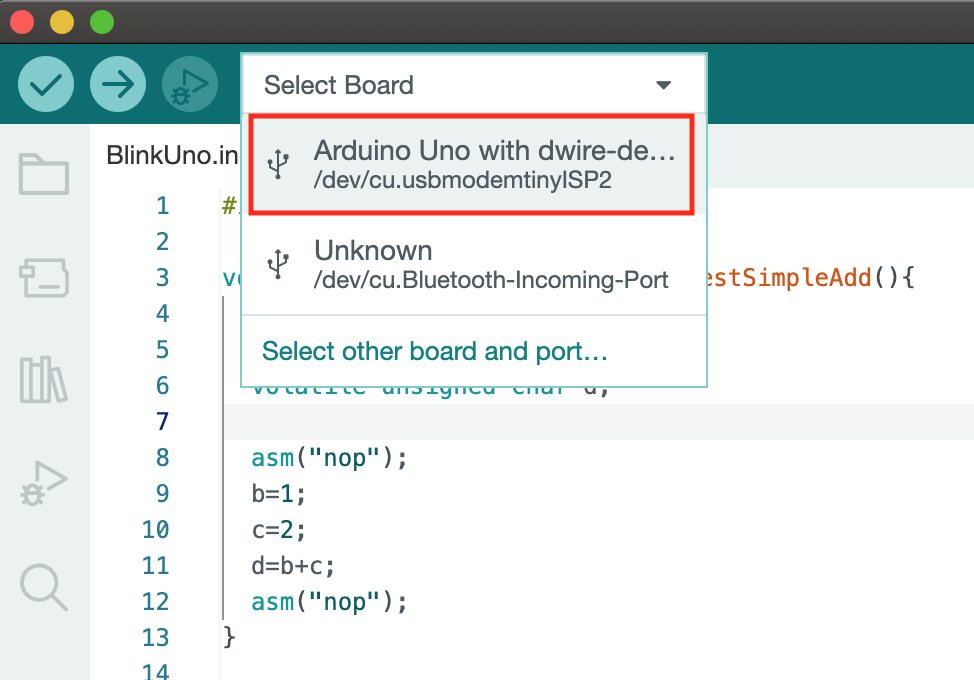 Select Board
Arduino Uno with dwire-de…
/dev/cu.usbmodemtinyISP2
Unknown
/dev/cu.Bluetooth-Incoming-Port
Select other board and port…
BlinkUno.in
1 #
2
3 estSimpleAdd(){
4
5
6 volatile unsigned char d;
7
8 asm("nop");
9 b=1;
10 c=2;
11 d=b+c;
12 asm("nop");
13 }
14